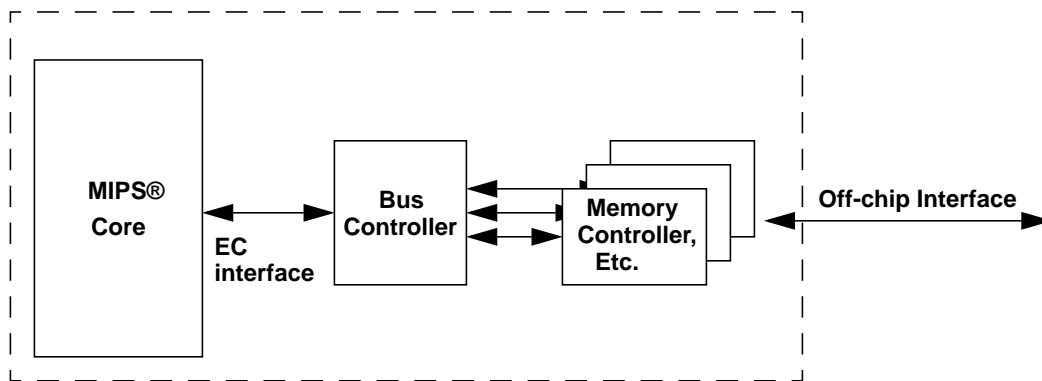 MIPS®
Core
EC
interface
Bus
Controller
Memory
Controller,
Etc.
Off-chip Interface